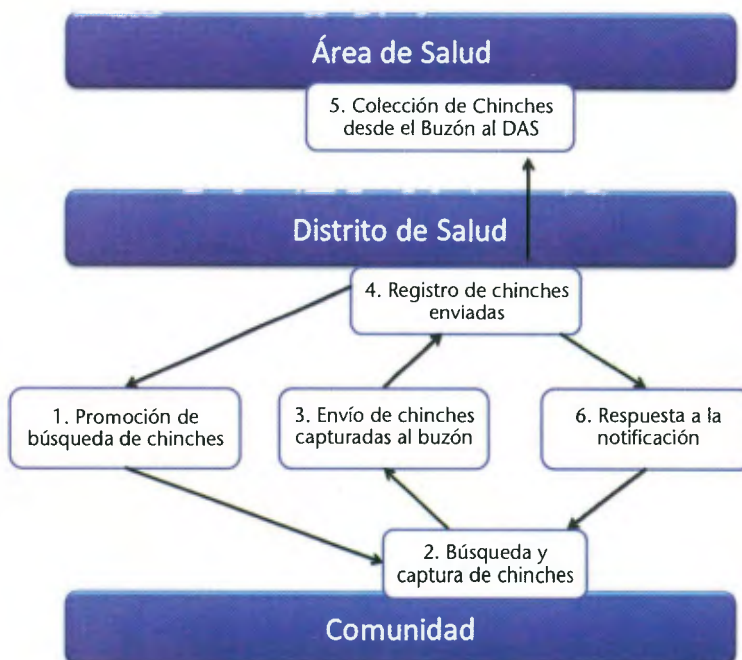 Área de Salud
5. Colección de Chinches
desde el Buzón al DAS
Distrito de Salud
4. Registro de chinches
enviadas
1. Promoción de
búsqueda de chinches
3. Envío de chinches
capturadas al buzón
6. Respuesta a la
notificación
2. Búsqueda y
captura de chinches
Comunidad